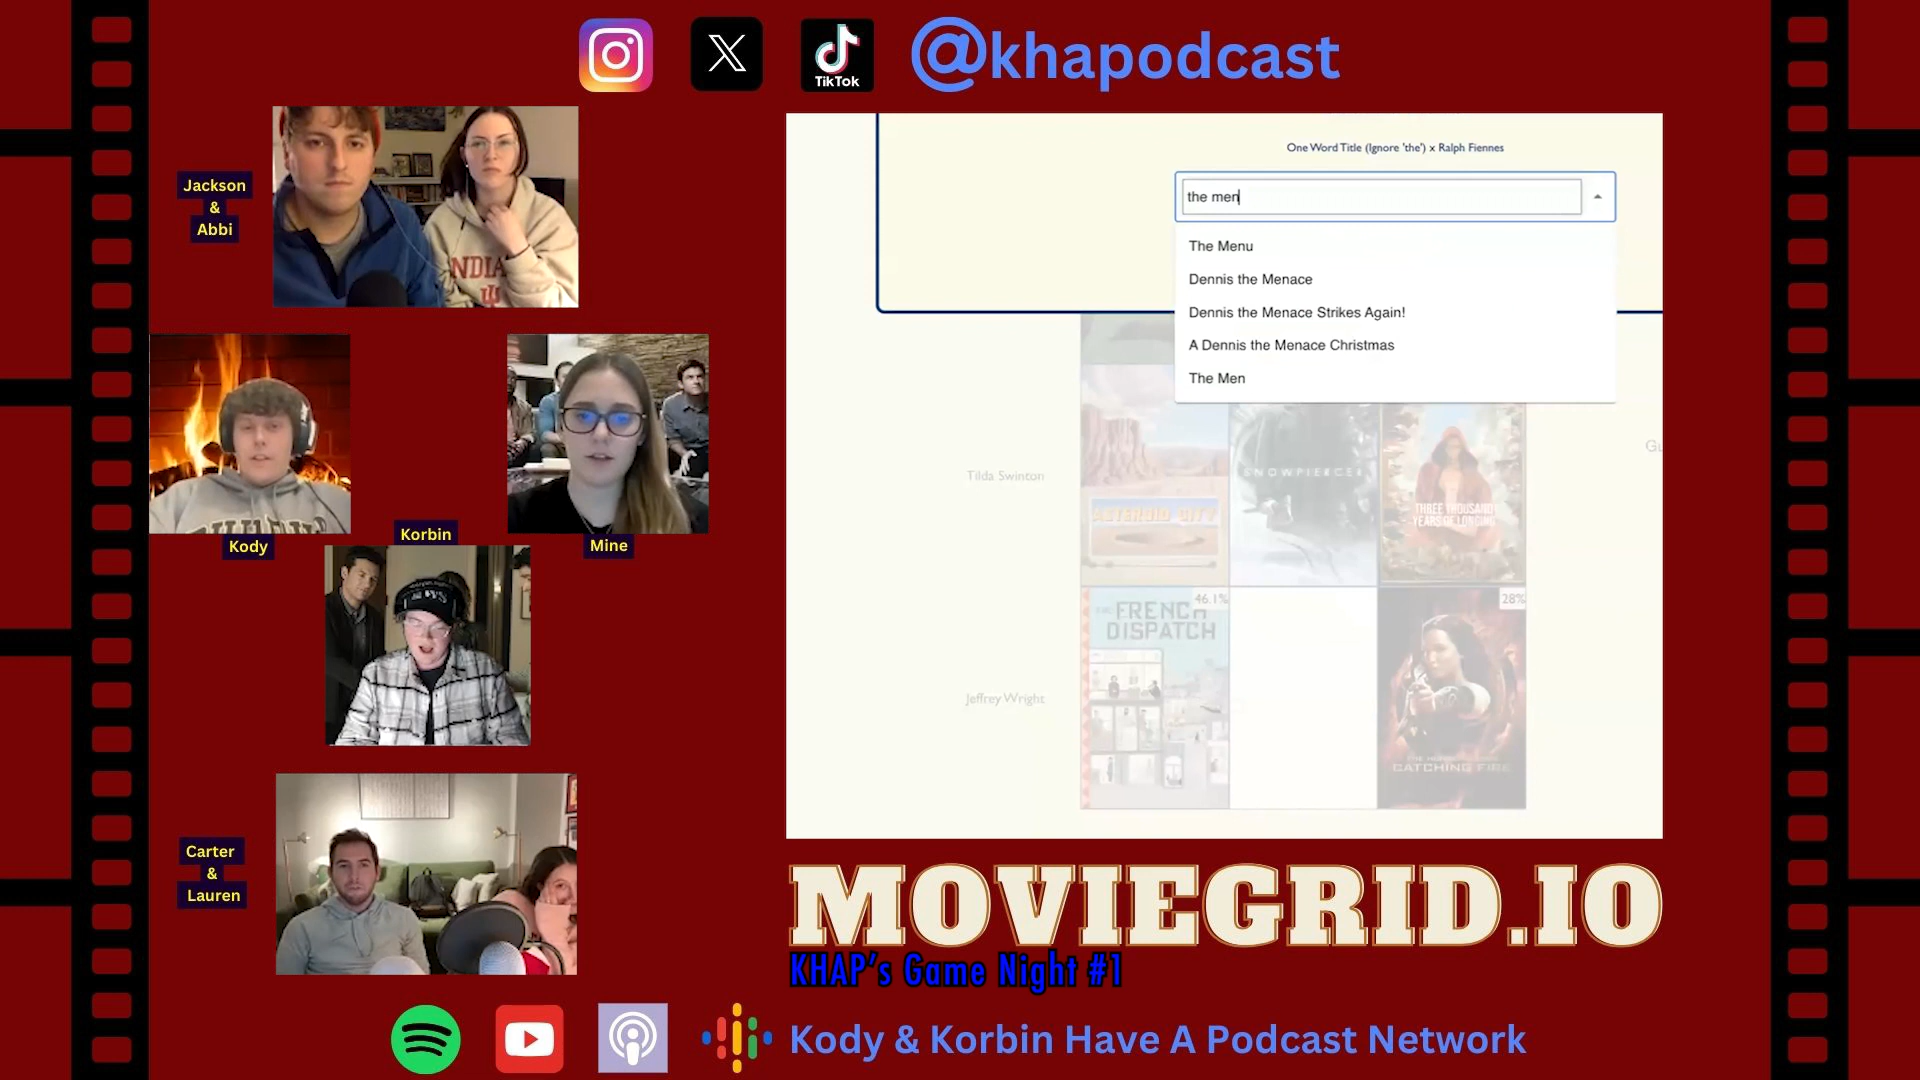 TikTok
@khapodcast
Jackson
&
Abbi
INDIA
Kody
Korbin
Mine
Carter
&
Lauren
One Word Title (Ignore 'the') x Ralph Fiennes
the men
The Menu
Dennis the Menace
Dennis the Menace Strikes Again!
A Dennis the Menace Christmas
The Men
Tilda Swinton
ASTEROID CITY
SNOWPIERCER
THREE THOUSAND
YEARS OF LONGING
Jeffrey Wright
46.1%
FRENCH
DISPATCH
28%
CATCHING FIRE
MOVIEGRID.IO
KHAP's Game Night #1
Kody & Korbin Have A Podcast Network